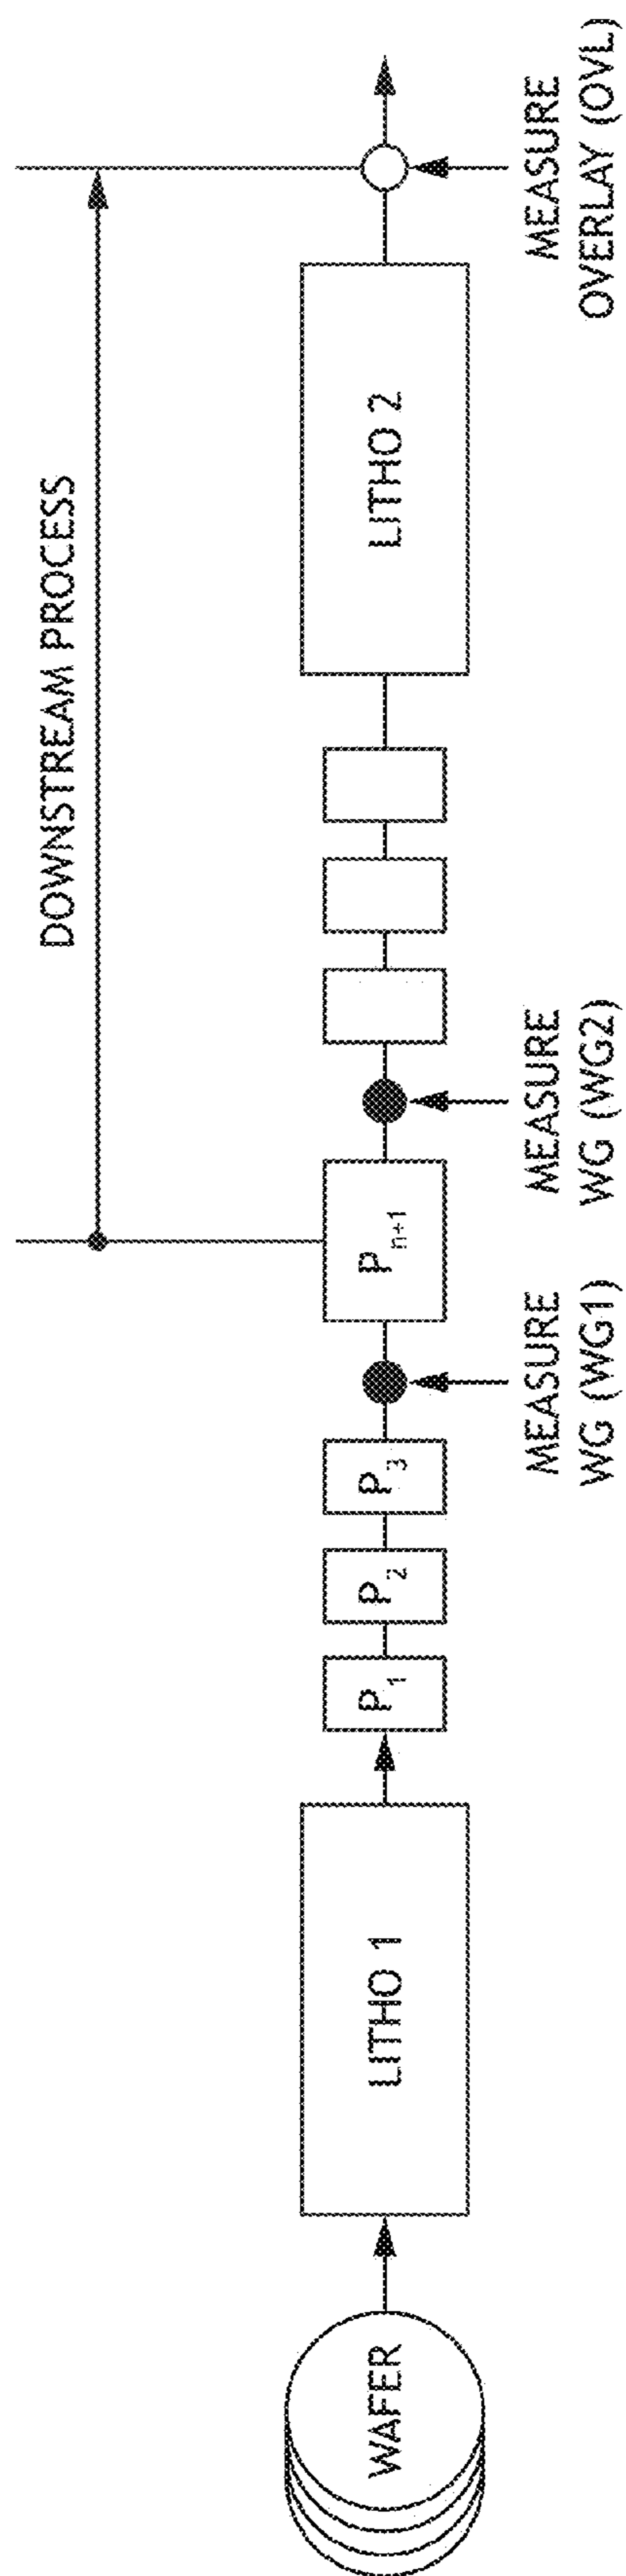 DOWNSTREAM PROCESS
WAFER
LITHO 1
P1
P2
P3
Pn+1
LITHO 2
MEASURE
WG (WG1)
MEASURE
WG (WG2)
MEASURE
OVERLAY (OVL)